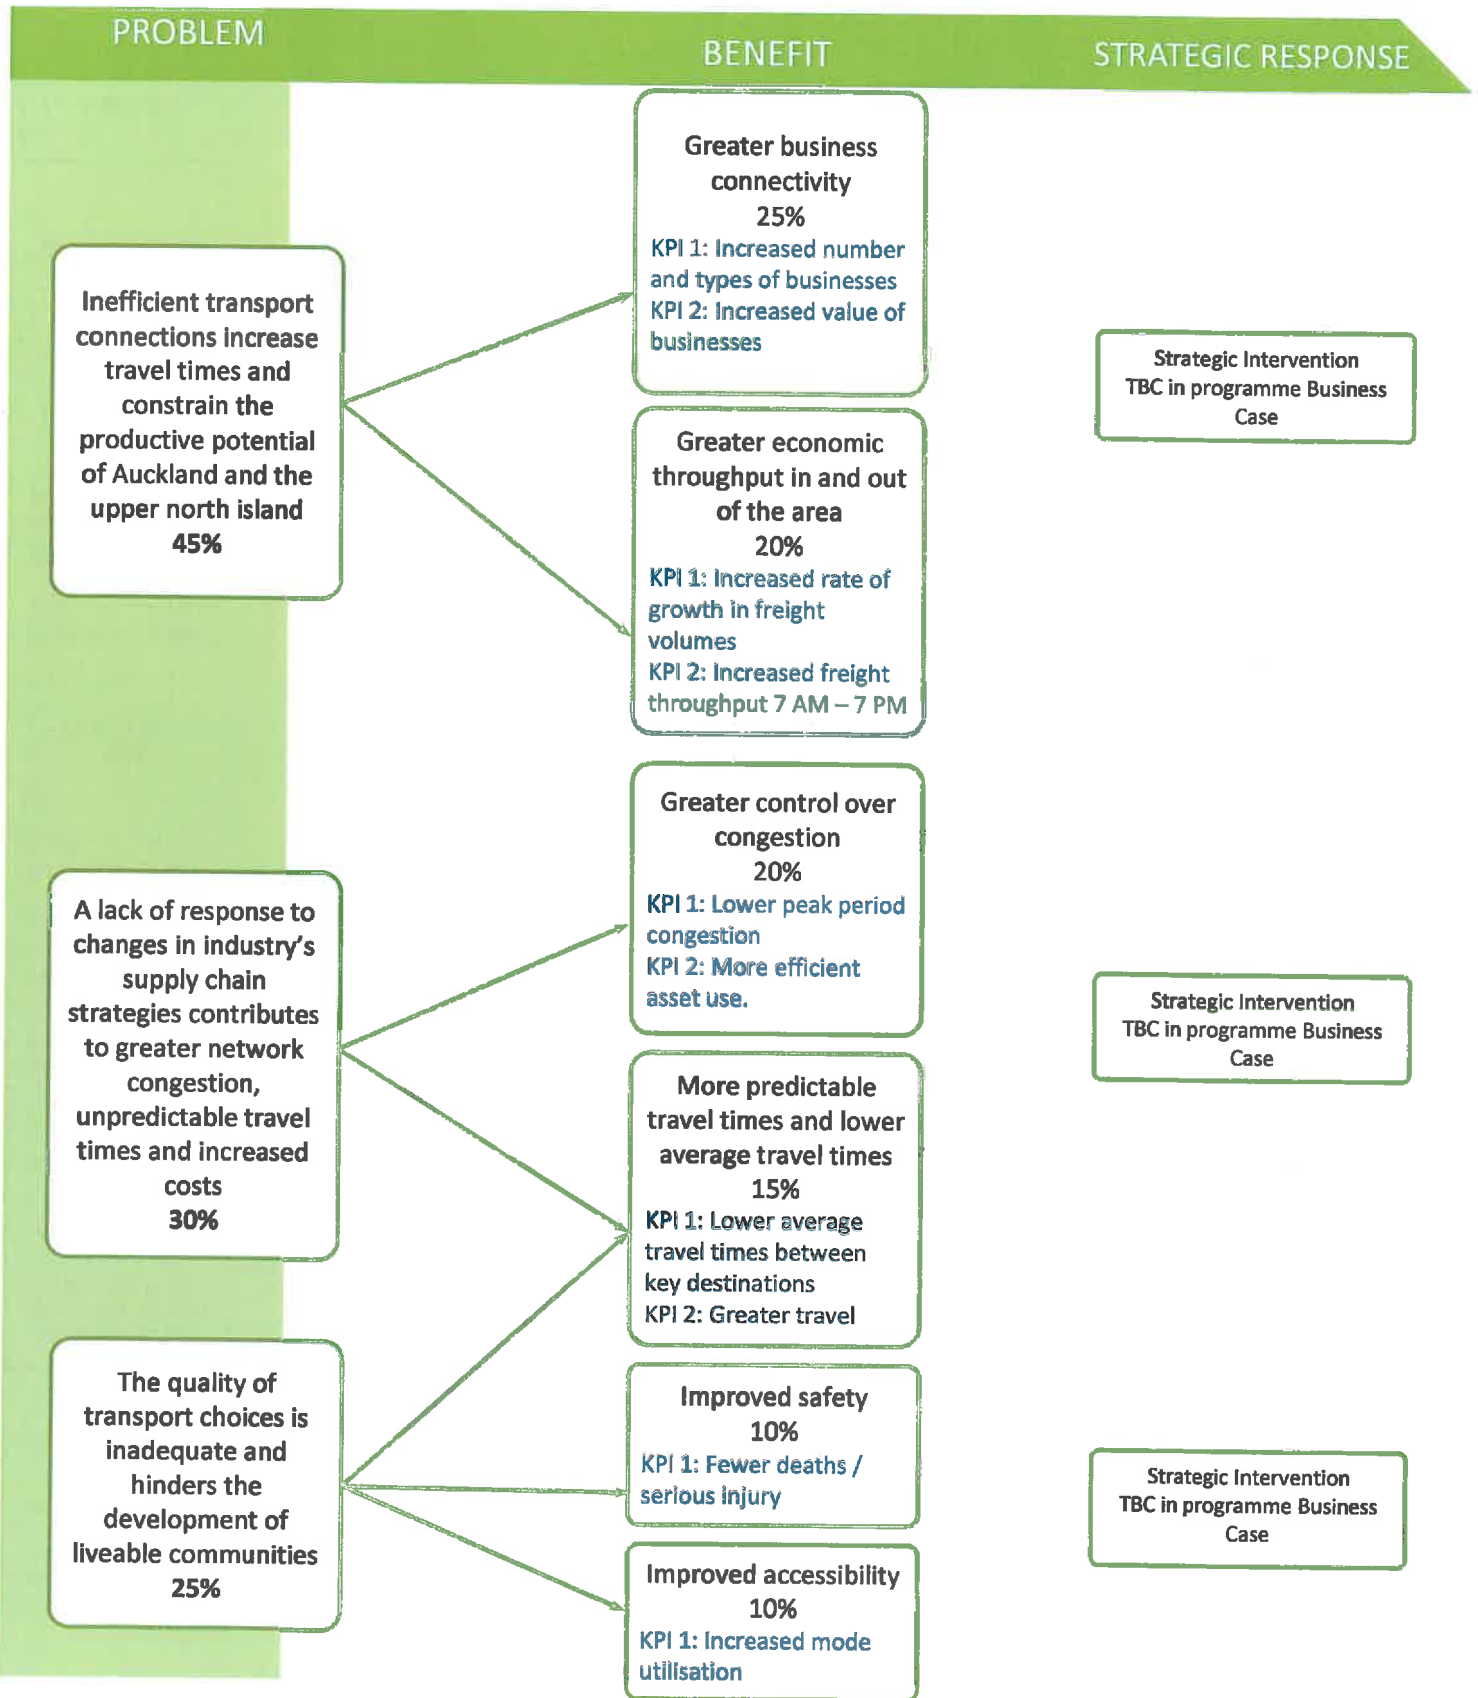 PROBLEM
BENEFIT
STRATEGIC RESPONSE
Inefficient transport
connections increase
travel times and
constrain the
productive potential
of Auckland and the
upper north island
45%
A lack of response to
changes in industry's
supply chain
strategies contributes
to greater network
congestion,
unpredictable travel
times and increased
costs
30%
The quality of
transport choices is
inadequate and
hinders the
development of
liveable communities
25%
Greater business
connectivity
25%
KPI 1: Increased number
and types of businesses
KPI 2: Increased value of
businesses
Greater economic
throughput in and out
of the area
20%
KPI 1: Increased rate of
growth in freight
volumes
KPI 2: Increased freight
throughput 7 AM – 7 PM
Greater control over
congestion
20%
KPI 1: Lower peak period
congestion
KPI 2: More efficient
asset use.
More predictable
travel times and lower
average travel times
15%
KPI 1: Lower average
travel times between
key destinations
KPI 2: Greater travel
Improved safety
10%
KPI 1: Fewer deaths /
serious injury
Improved accessibility
10%
KPI 1: Increased mode
utilisation
Strategic Intervention
TBC in programme Business
Case
Strategic Intervention
TBC in programme Business
Case
Strategic Intervention
TBC in programme Business
Case